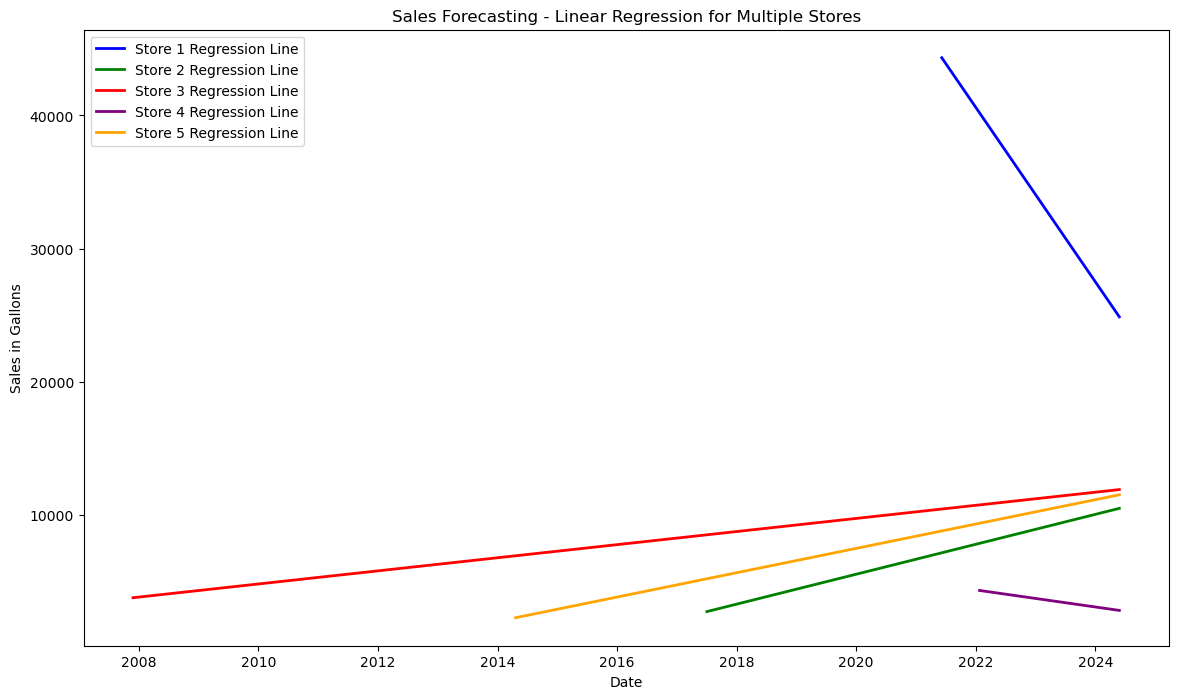 Sales Forecasting - Linear Regression for Multiple Stores
Store 1 Regression Line
Store 2 Regression Line
Store 3 Regression Line
Store 4 Regression Line
Store 5 Regression Line
Sales in Gallons
40000
30000
20000
10000
2008 2010 2012 2014 2016 2018 2020 2022 2024
Date